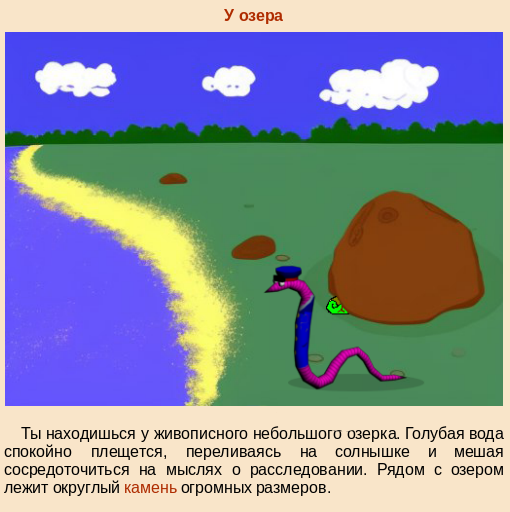 У озера
Ты находишься у живописного небольшого озерка. Голубая вода
спокойно плещется, переливаясь на солнышке и мешая
сосредоточиться на мыслях о расследовании. Рядом с озером
лежит округлый камень огромных размеров.